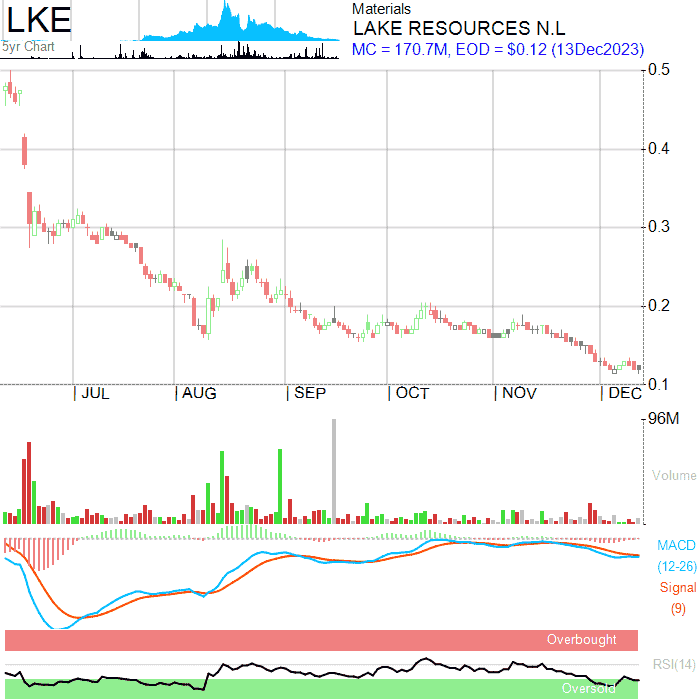 LKE
5yr Chart
Materials
LAKE RESOURCES N.L
MC = 170.7M, EOD = $0.12 (13Dec2023)
0.5
0.4
0.3
0.2
0.1
JUL
AUG
SEP
OCT
NOV
DEC
96M
Volume
MACD
(12-26)
Signal
(9)
Overbought
RSI(14)
Oversold